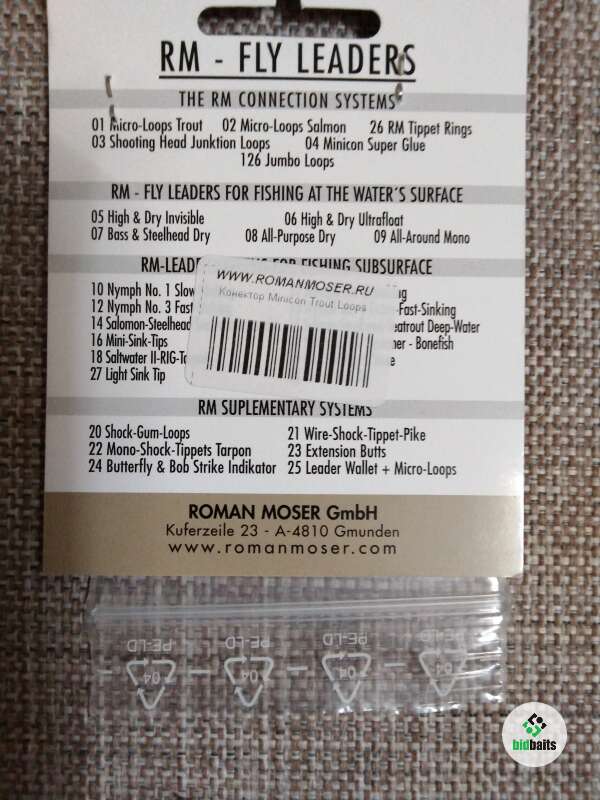 RM - FLY LEADERS
THE RM CONNECTION SYSTEMS
01 Micro-Loops Trout 02 Micro-Loops Salmon 26 RM Tippet Rings
03 Shooting Head Junktion Loops 04 Minicon Super Glue
126 Jumbo Loops
RM - FLY LEADERS FOR FISHING AT THE WATER´S SURFACE
05 High & Dry Invisible 06 High & Dry Ultrafloat
07 Bass & Steelhead Dry 08 All-Purpose Dry 09 All-Around Mono
RM-LEAD FOR FISHING SUBSURFACE
10 Nymph No. 1 Slow
12 Nymph No. 3 Fast -Fast-Sinking
14 Salomon-Steelhead eatrout Deep-Water
16 Mini-Sink-Tips - Bonefish
18 Saltwater II-RIG-T
27 Light Sink Tip
WWW.ROMANMOSER.RU
Конектор Minicon Trout Loops
RM SUPLEMENTARY SYSTEMS
20 Shock-Gum-Loops 21 Wire-Shock-Tippet-Pike
22 Mono-Shock-Tippets Tarpon 23 Extension Butts
24 Butterfly & Bob Strike Indikator 25 Leader Wallet + Micro-Loops
ROMAN MOSER GmbH
Kuferzeile 23 - A-4810 Gmunden
www.romanmoser.com
PE-LD PE-LD PE-LD PE-LD
04 04 04 04
bidbaits